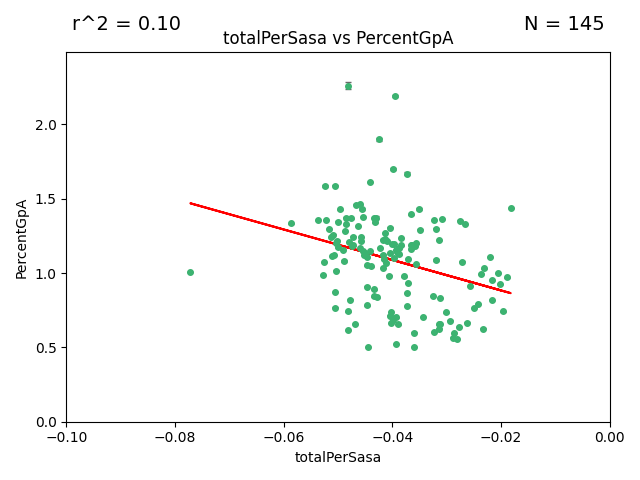 r^2 = 0.10
N = 145
totalPerSasa vs PercentGpA
PercentGpA
2.0
1.5
1.0
0.5
0.0
−0.10
−0.08
−0.06
−0.04
−0.02
0.00
totalPerSasa